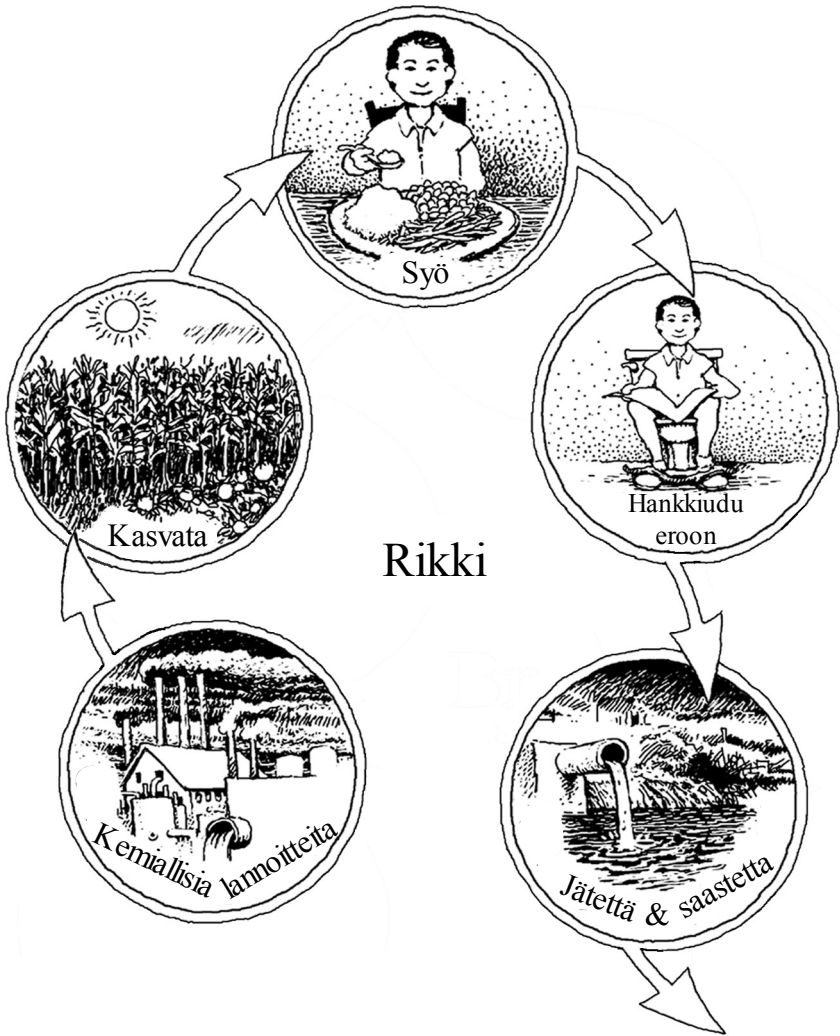 Syö
Kasvata
Hankkiudu
eroon
Rikki
Kemiallisia lannoitteita
Jätettä & saastetta